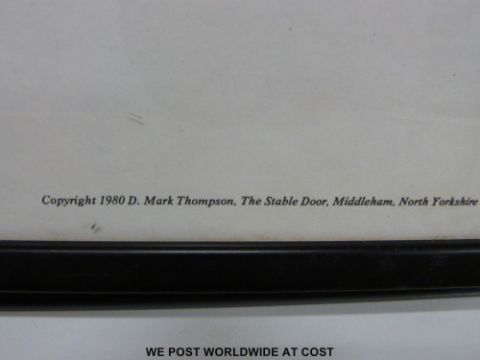 Copyright 1980 D. Mark Thompson, The Stable Door, Middleham, North Yorkshire
WE POST WORLDWIDE AT COST